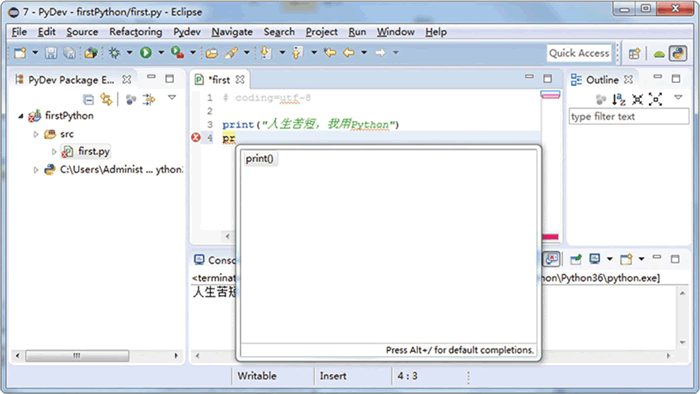 7 - PyDev - firstPython/first.py - Eclipse
File Edit Source Refactoring Pydev Navigate Search Project Run Window Help
Quick Access
PyDev Package E...
firstPython
src
first.py
C:\Users\Administ ... ython3
*first
1 # coding=utf-8
2
3 print("人生苦短，我用Python")
4 pr
print()
Press Alt+/ for default completions.
Outline
type filter text
Conso
<terminat
on\Python36\python.exe]
人生苦短
Writable Insert 4 : 3